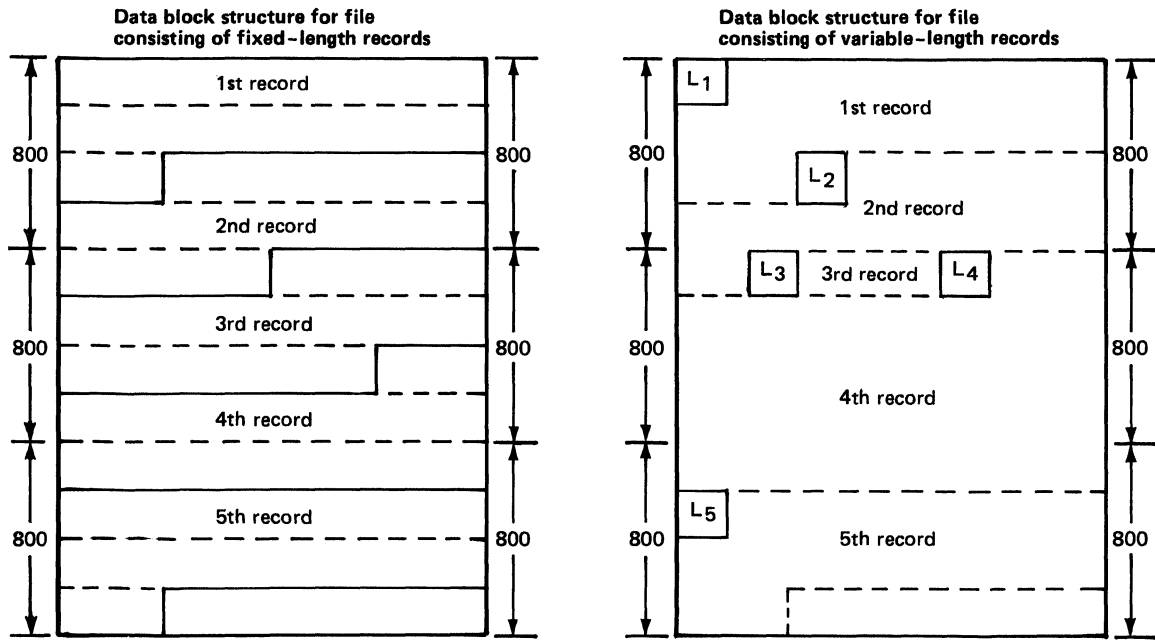 Data block structure for file
consisting of fixed-length records
1st record
800
800
2nd record
3rd record
800
800
4th record
5th record
800
800
Data block structure for file
consisting of variable-length records
L1
1st record
800
800
L2
2nd record
L3
3rd record
L4
800
800
4th record
L5
5th record
800
800